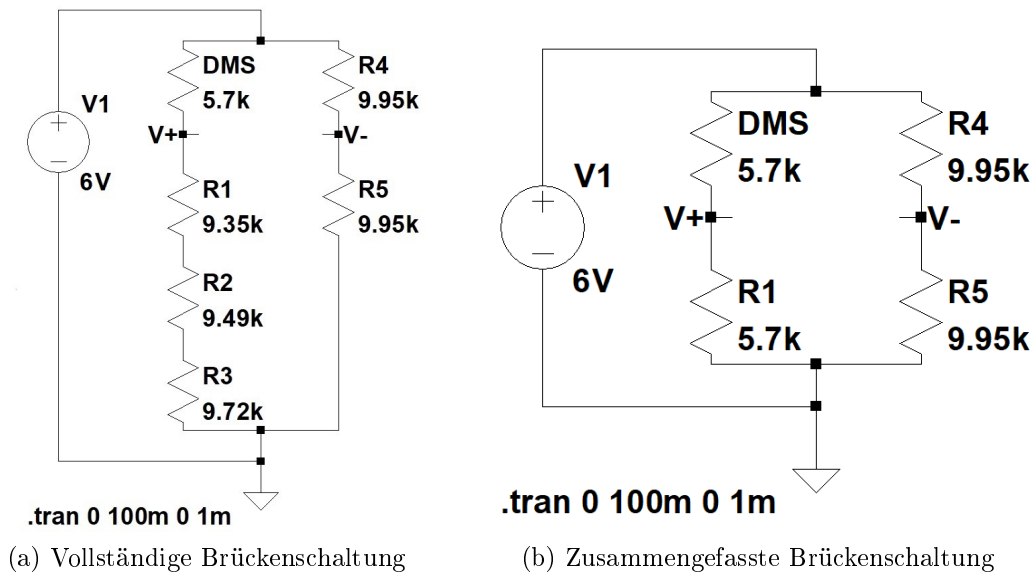 V1
6V
DMS
5.7k
V+
R1
9.35k
R2
9.49k
R3
9.72k
R4
9.95k
V-
R5
9.95k
.tran 0 100m 0 1m
(a) Vollständige Brückenschaltung
V1
6V
DMS
5.7k
V+
R1
5.7k
R4
9.95k
V-
R5
9.95k
.tran 0 100m 0 1m
(b) Zusammengefasste Brückenschaltung